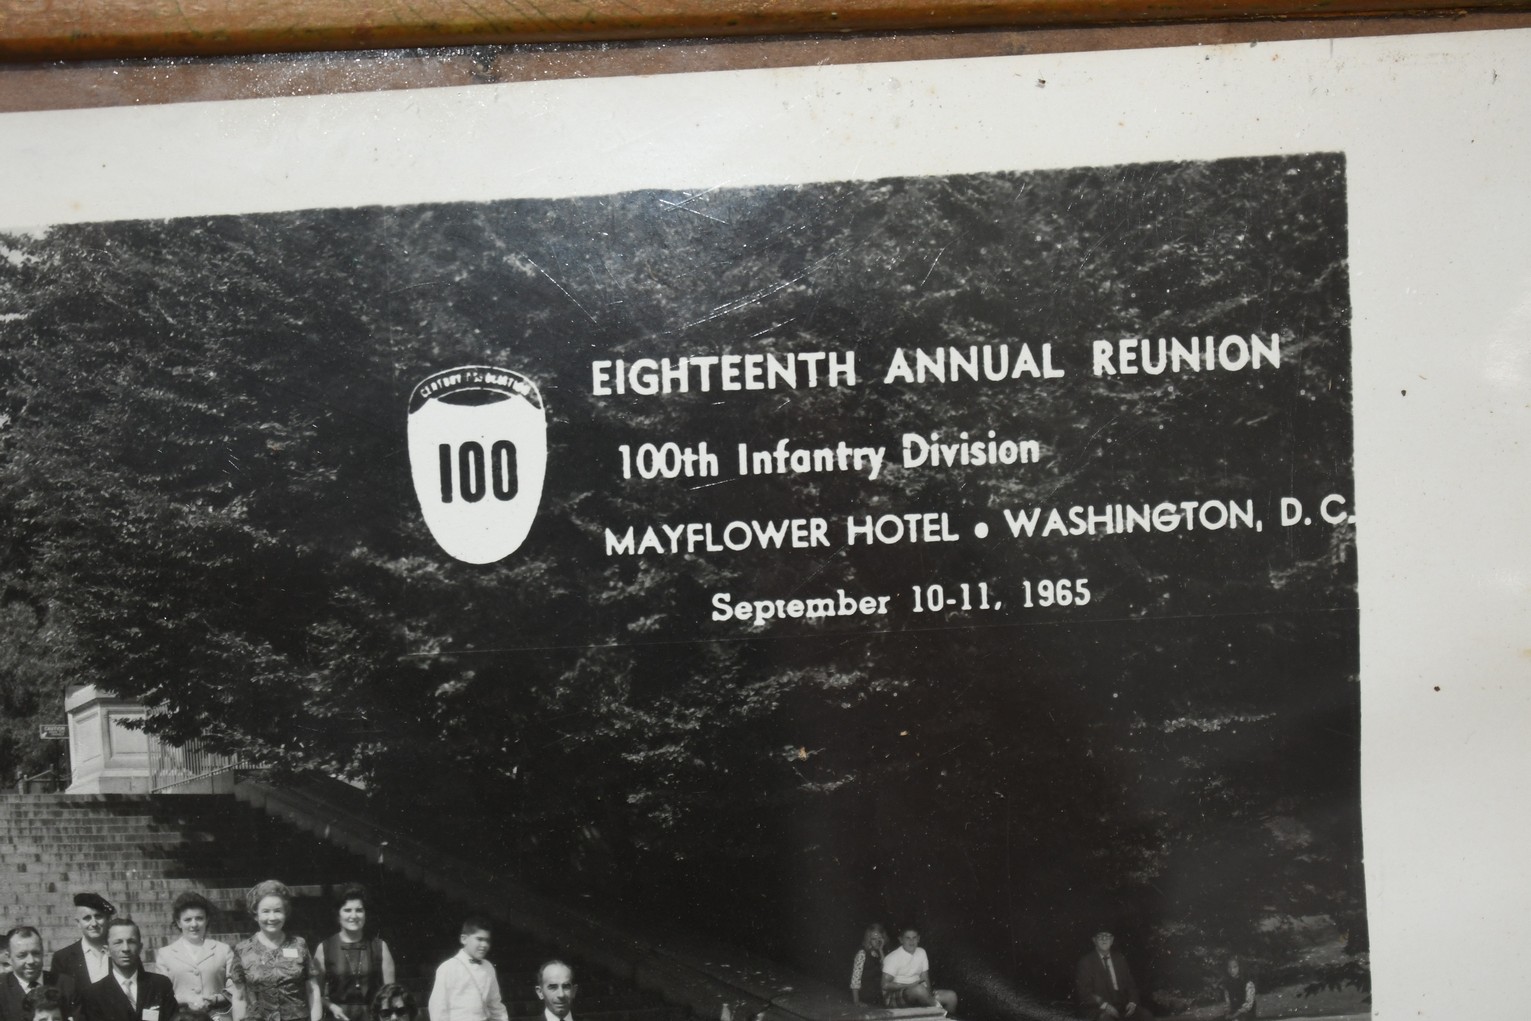 EIGHTEENTH ANNUAL REUNION
100
100th Infantry Division
MAYFLOWER HOTEL • WASHINGTON, D. C.
September 10-11, 1965